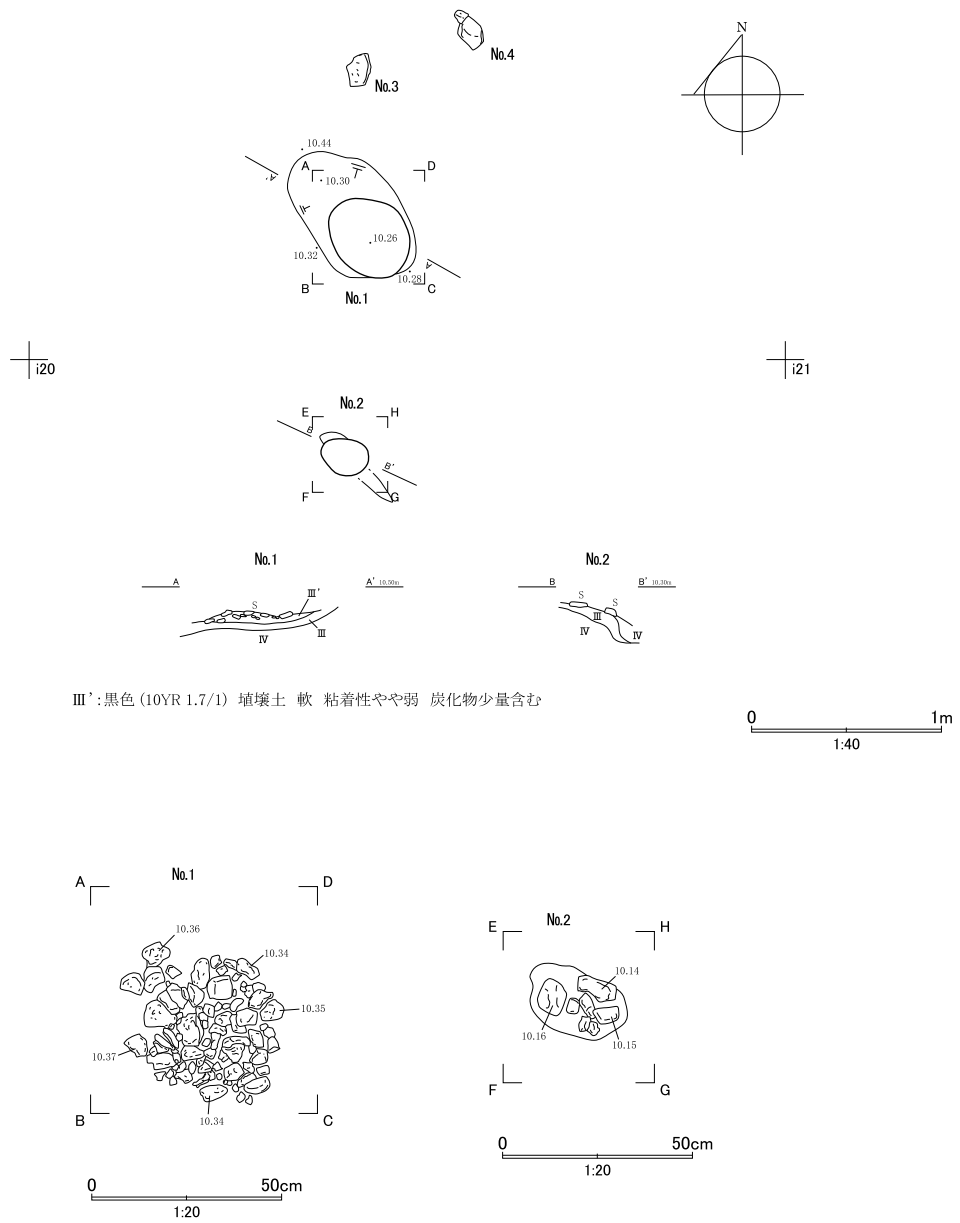 N
No.4
No.3
10.44
A D
A'
10.30
10.26
10.32
A
10.28
B C
No.1
i20 i21
No.2
E H
B
B'
F G
No.1 No.2
A A' 10.50m B B' 10.30m
S Ⅲ' S S
Ⅲ Ⅲ
Ⅳ Ⅳ Ⅳ
Ⅲ':黒色(10YR 1.7/1) 埴壌土 軟 粘着性やや弱 炭化物少量含む
0 1m
1:40
No.1
A D
10.36
10.34
10.35
10.37
10.34
B C
0 50cm
1:20
No.2
E H
10.14
10.16
10.15
F G
0 50cm
1:20